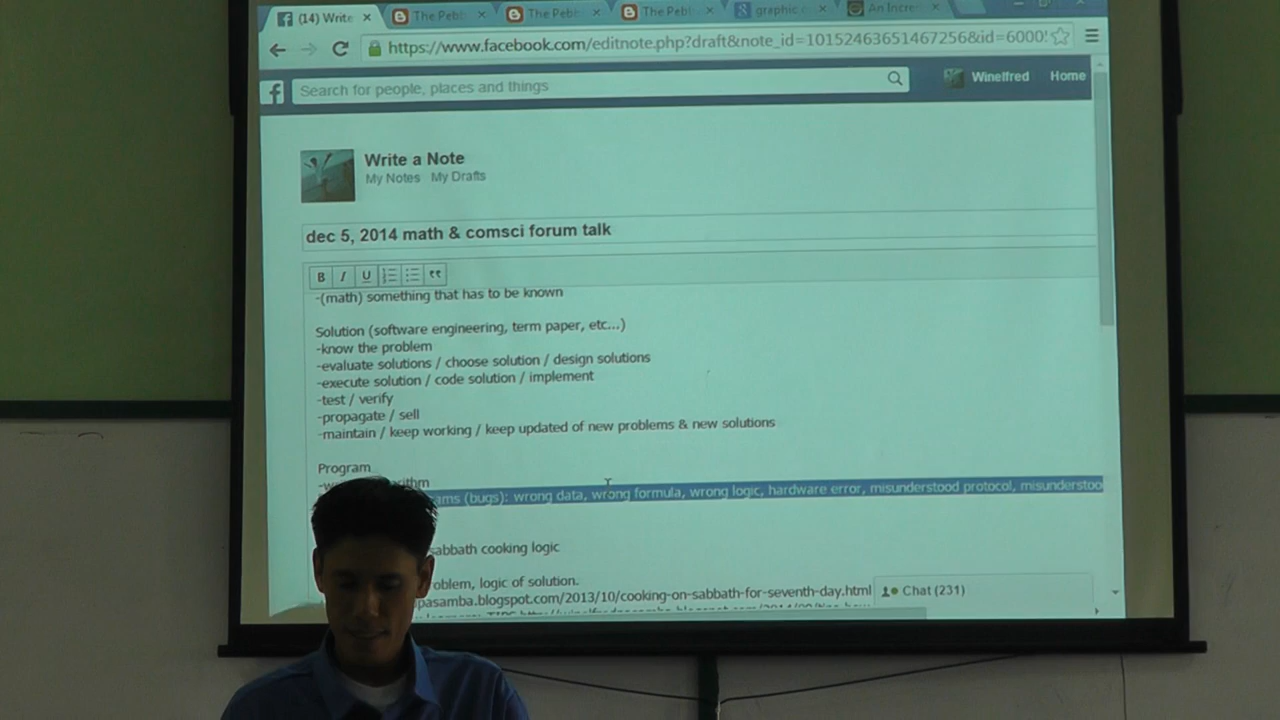 (14) Write
The Pebl
The Pebl
The Pebl
graphic
An Incre
https://www.facebook.com/editnote.php?draft&note_id=10152463651467256&id=6000
Search for people, places and things
Winelfred Home
Write a Note
My Notes My Drafts
dec 5, 2014 math & comsci forum talk
B I U
-(math) something that has to be known
Solution (software engineering, term paper, etc...)
-know the problem
-evaluate solutions / choose solution / design solutions
-execute solution / code solution / implement
-test / verify
-propagate / sell
-maintain / keep working / keep updated of new problems & new solutions
Program
rithm
ams (bugs): wrong data, wrong formula, wrong logic, hardware error, misunderstood protocol, misunderstoo
sabbath cooking logic
oblem, logic of solution.
pasamba.blogspot.com/2013/10/cooking-on-sabbath-for-seventh-day.html
Chat (231)